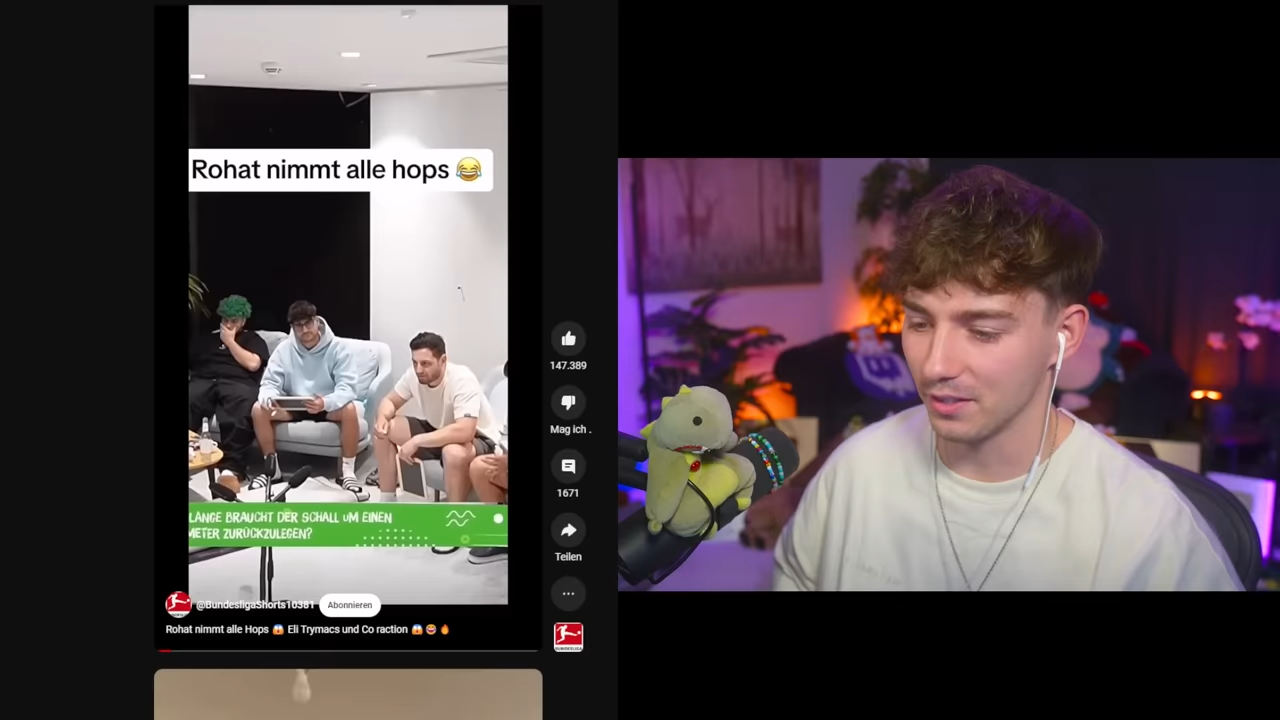 Rohat nimmt alle hops 😂
LANGE BRAUCHT DER SCHALL UM EINEN
METER ZURÜCKZULEGEN?
147.389
Mag ich .
1671
Teilen
@BundesligaShorts10381 Abonnieren
Rohat nimmt alle Hops 😱 Eli Trymacs und Co raction 😱😂🔥
BUNDESLIGA